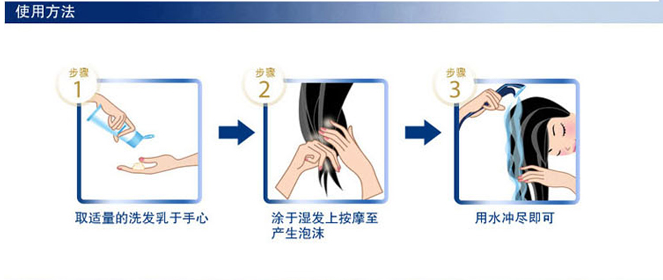 使用方法
步骤
1
步骤
2
步骤
3
取适量的洗发乳于手心
涂于湿发上按摩至
产生泡沫
用水冲尽即可